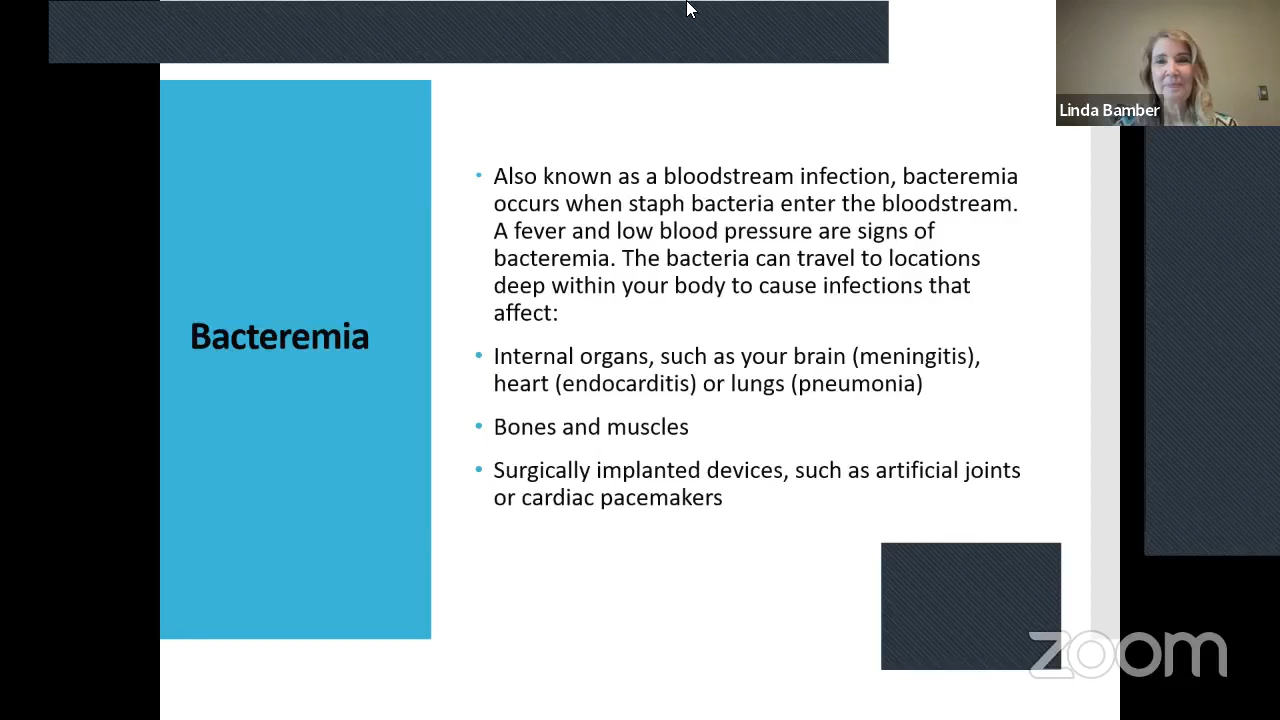 Linda Bamber
Bacteremia
• Also known as a bloodstream infection, bacteremia
occurs when staph bacteria enter the bloodstream.
A fever and low blood pressure are signs of
bacteremia. The bacteria can travel to locations
deep within your body to cause infections that
affect:
• Internal organs, such as your brain (meningitis),
heart (endocarditis) or lungs (pneumonia)
• Bones and muscles
• Surgically implanted devices, such as artificial joints
or cardiac pacemakers
zoom